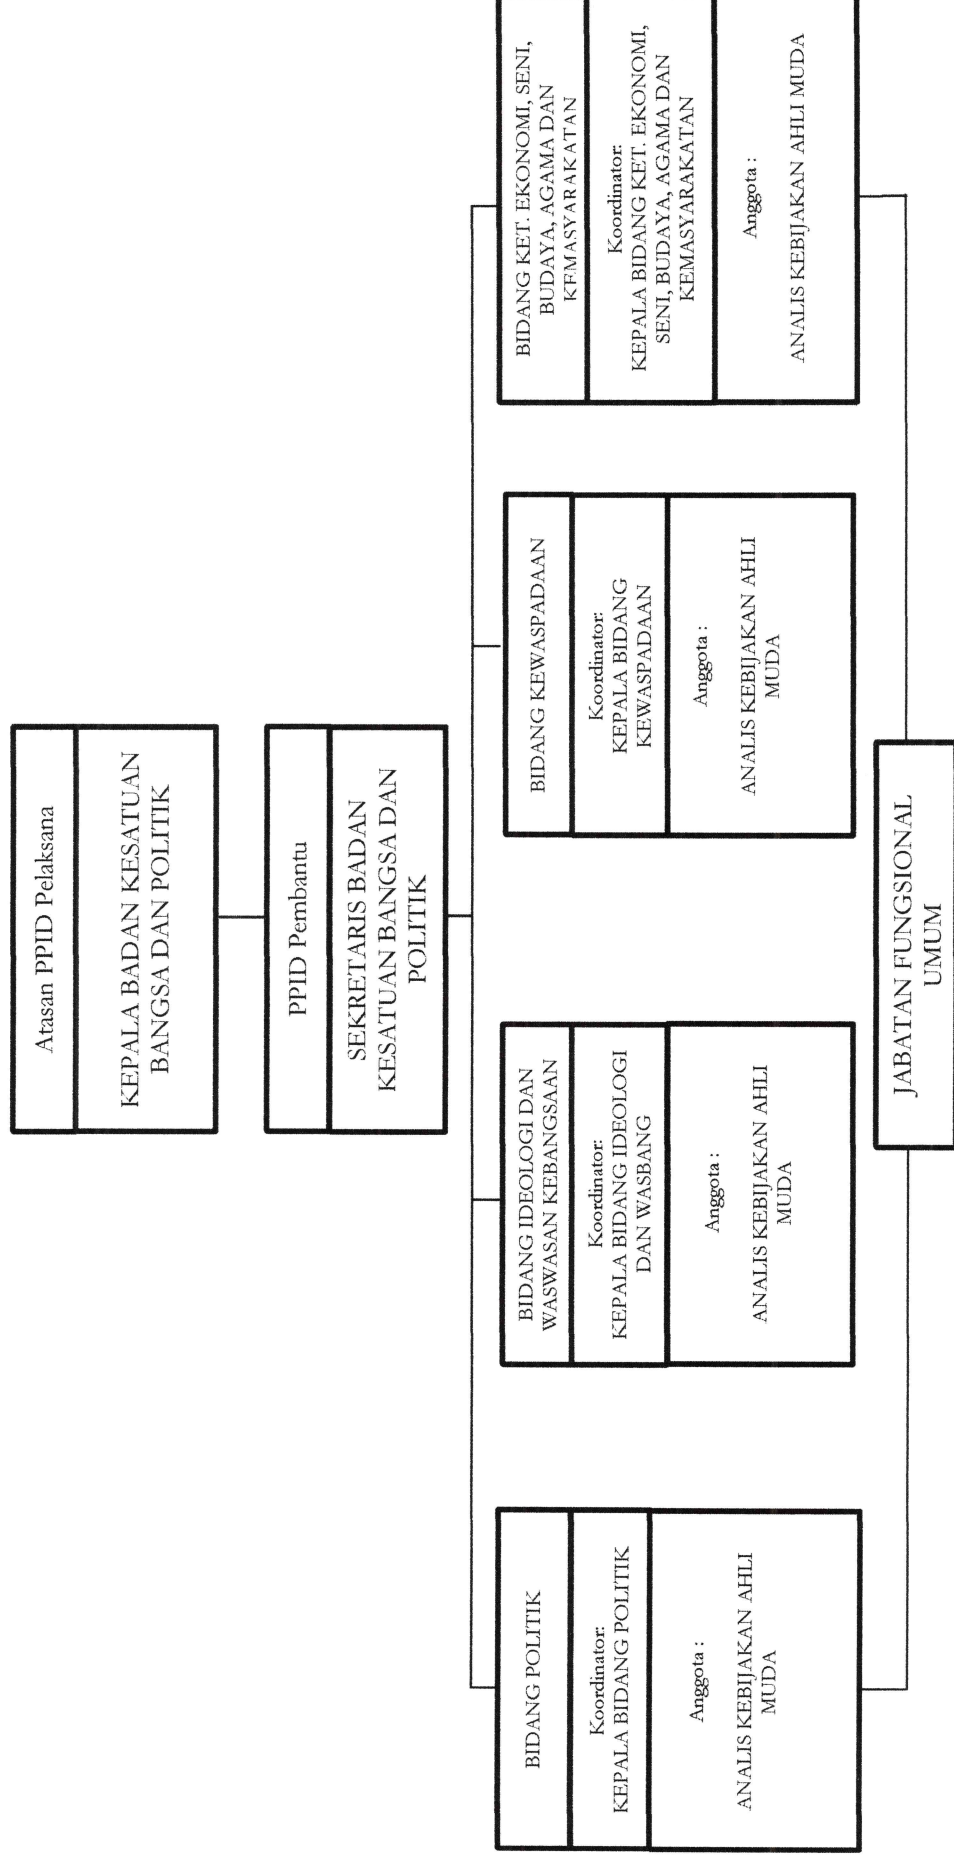 Atasan PPID Pelaksana
KEPALA BADAN KESATUAN
BANGSA DAN POLITIK
PPID Pembantu
SEKRETARIS BADAN
KESATUAN BANGSA DAN
POLITIK
BIDANG POLITIK
Koordinator:
KEPALA BIDANG POLITIK
Anggota :
ANALIS KEBIJAKAN AHLI
MUDA
BIDANG IDEOLOGI DAN
WASWASAN KEBANGSAAN
Koordinator:
KEPALA BIDANG IDEOLOGI
DAN WASBANG
Anggota :
ANALIS KEBIJAKAN AHLI
MUDA
BIDANG KEWASPADAAN
Koordinator:
KEPALA BIDANG
KEWASPADAAN
Anggota :
ANALIS KEBIJAKAN AHLI
MUDA
BIDANG KET. EKONOMI, SENI,
BUDAYA, AGAMA DAN
KEMASYARAKATAN
Koordinator:
KEPALA BIDANG KET. EKONOMI,
SENI, BUDAYA, AGAMA DAN
KEMASYARAKATAN
Anggota :
ANALIS KEBIJAKAN AHLI MUDA
JABATAN FUNGSIONAL
UMUM